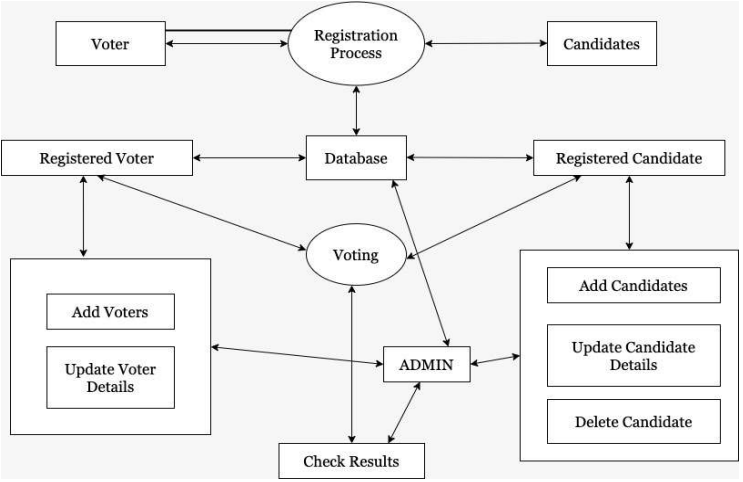 Voter
Registration
Process
Candidates
Registered Voter
Database
Registered Candidate
Voting
Add Voters
Update Voter
Details
ADMIN
Add Candidates
Update Candidate
Details
Delete Candidate
Check Results